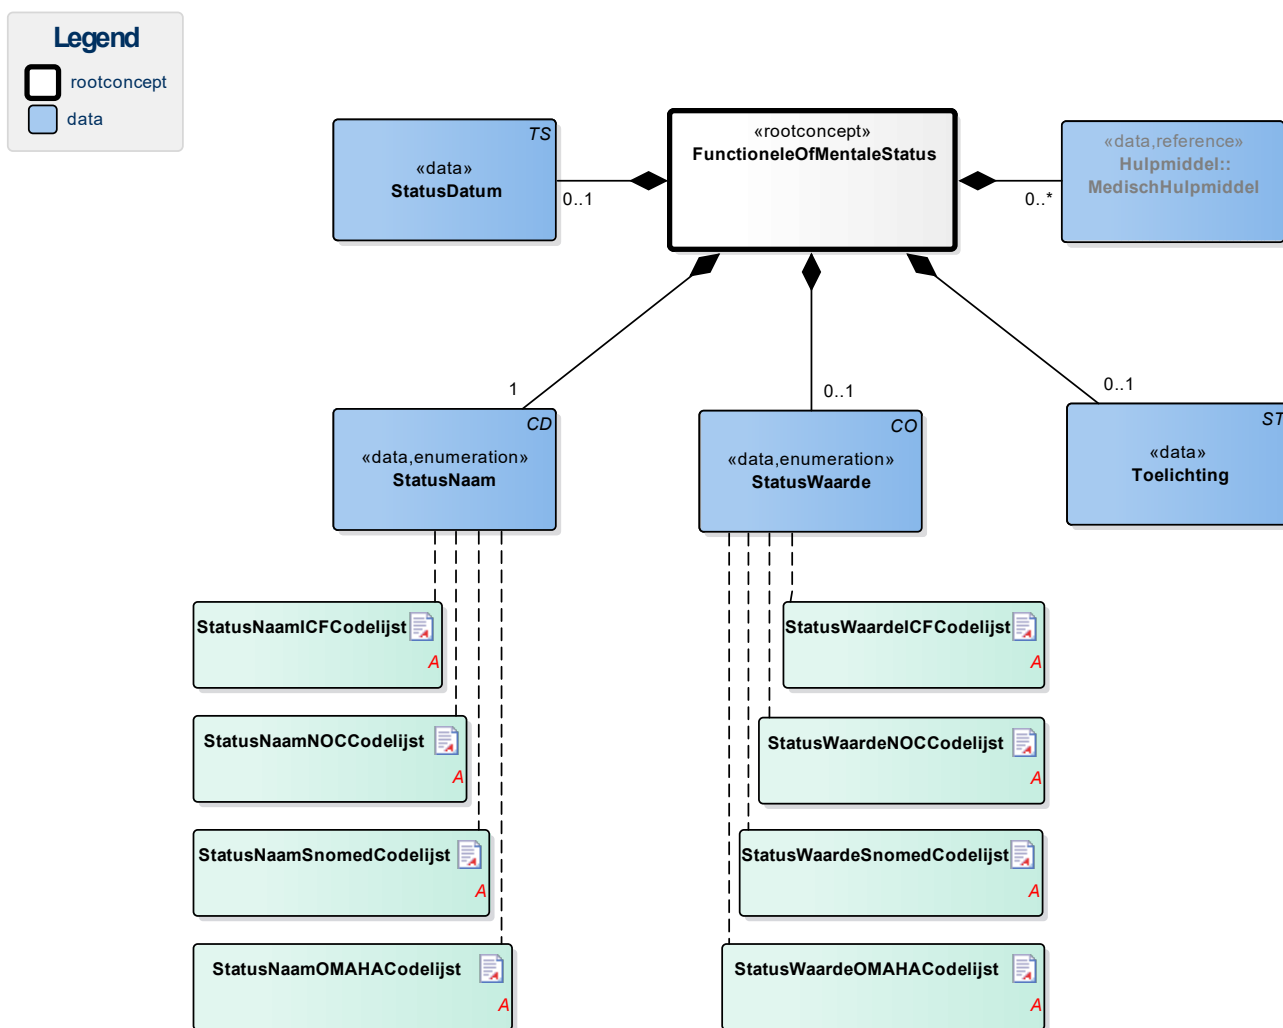 Legend
rootconcept
data
TS
«data»
StatusDatum
0..1
«rootconcept»
FunctioneleOfMentaleStatus
0..*
«data,reference»
Hulpmiddel::
MedischHulpmiddel
1
0..1
0..1
CD
«data,enumeration»
StatusNaam
CO
«data,enumeration»
StatusWaarde
ST
«data»
Toelichting
StatusNaamICFCodelijst
A
StatusWaardeICFCodelijst
A
StatusNaamNOCCodelijst
A
StatusWaardeNOCCodelijst
A
StatusNaamSnomedCodelijst
A
StatusWaardeSnomedCodelijst
A
StatusNaamOMAHACodelijst
A
StatusWaardeOMAHACodelijst
A